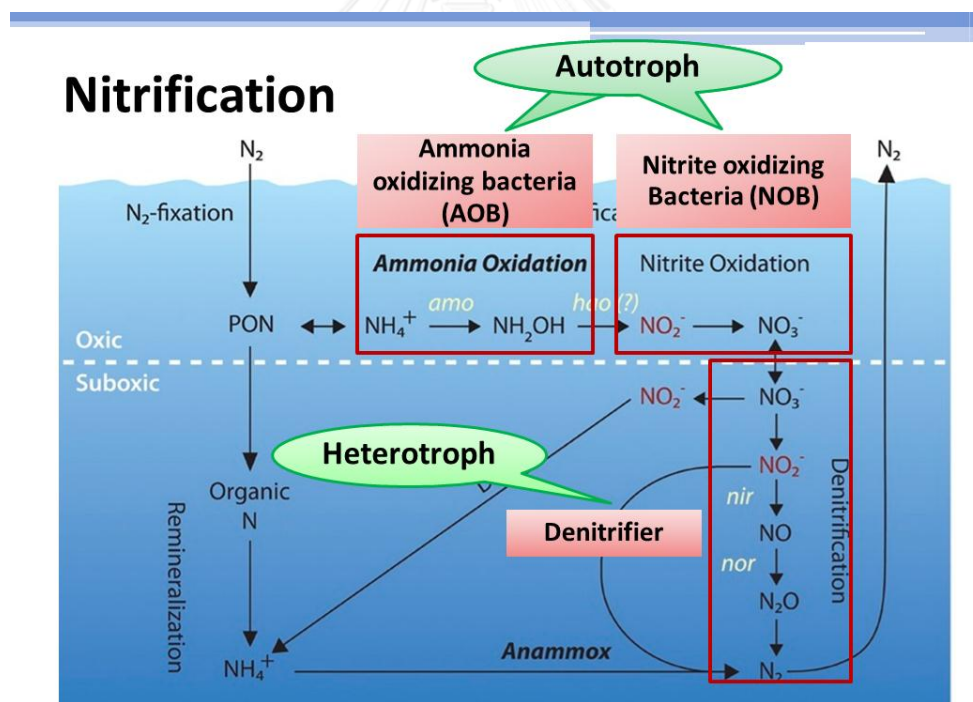 Nitrification
Autotroph
Ammonia
oxidizing bacteria
(AOB)
Nitrite oxidizing
Bacteria (NOB)
N₂
N₂
N₂-fixation
Ammonia Oxidation
Nitrite Oxidation
amo
hao (?)
PON
NH₄⁺
NH₂OH
NO₂⁻
NO₃⁻
Oxic
Suboxic
NO₂⁻
NO₃⁻
Heterotroph
NO₂⁻
Organic
N
nir
Denitrifier
NO
nor
N₂O
Denitrification
Remineralization
Anammox
NH₄⁺
N₂